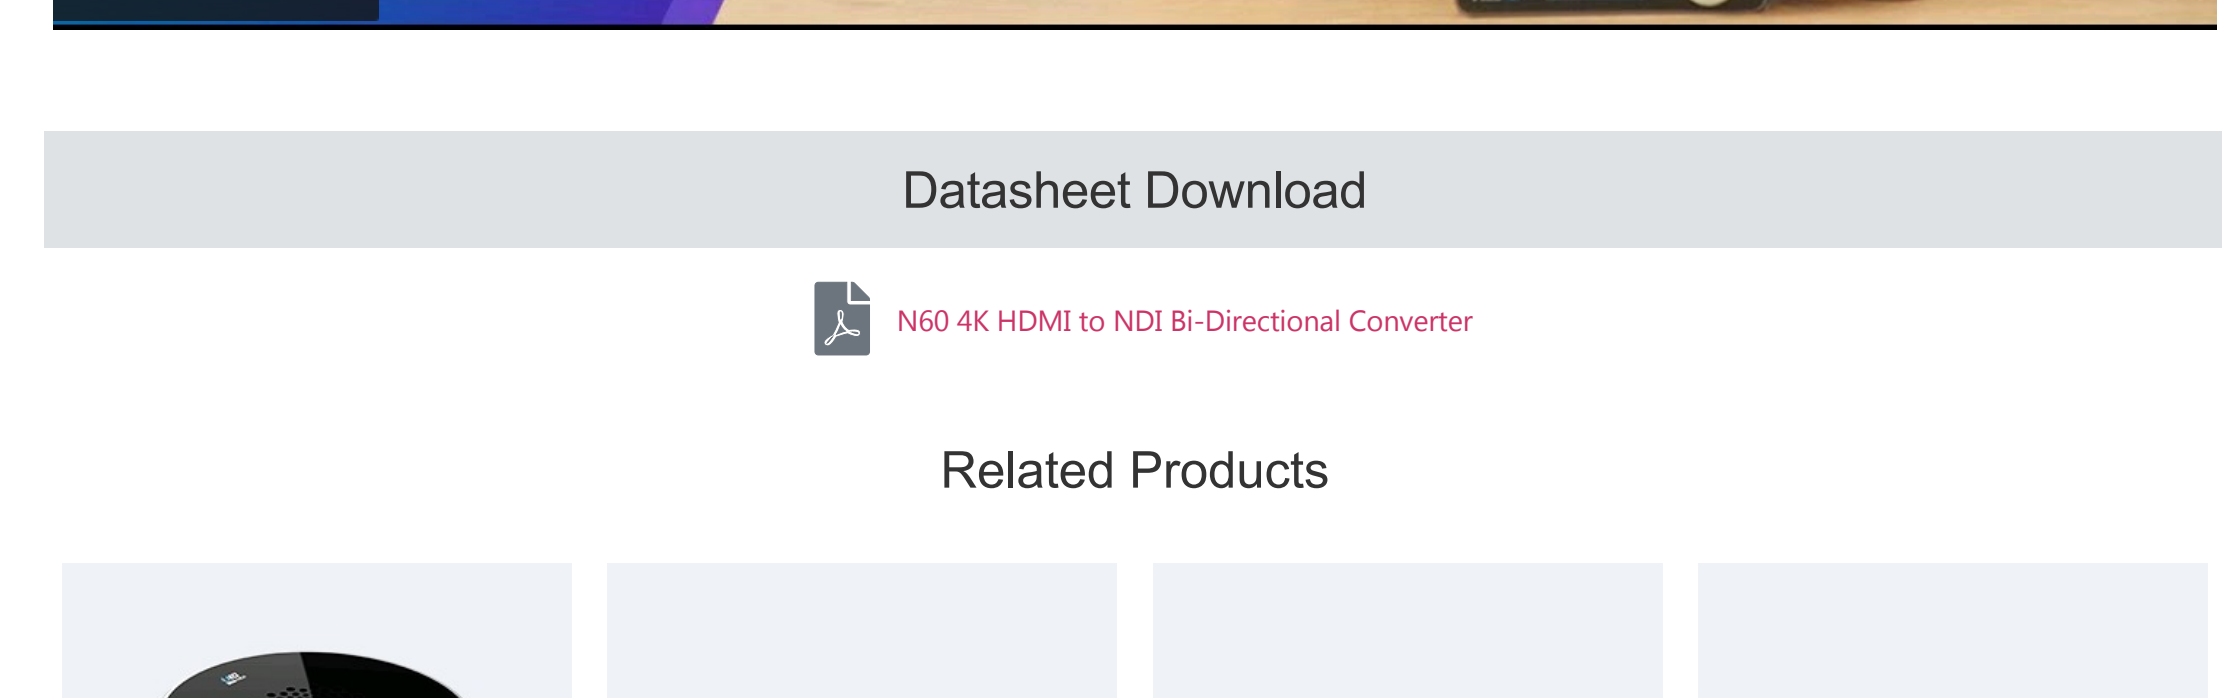 Datasheet Download
N60 4K HDMI to NDI Bi-Directional Converter
Related Products